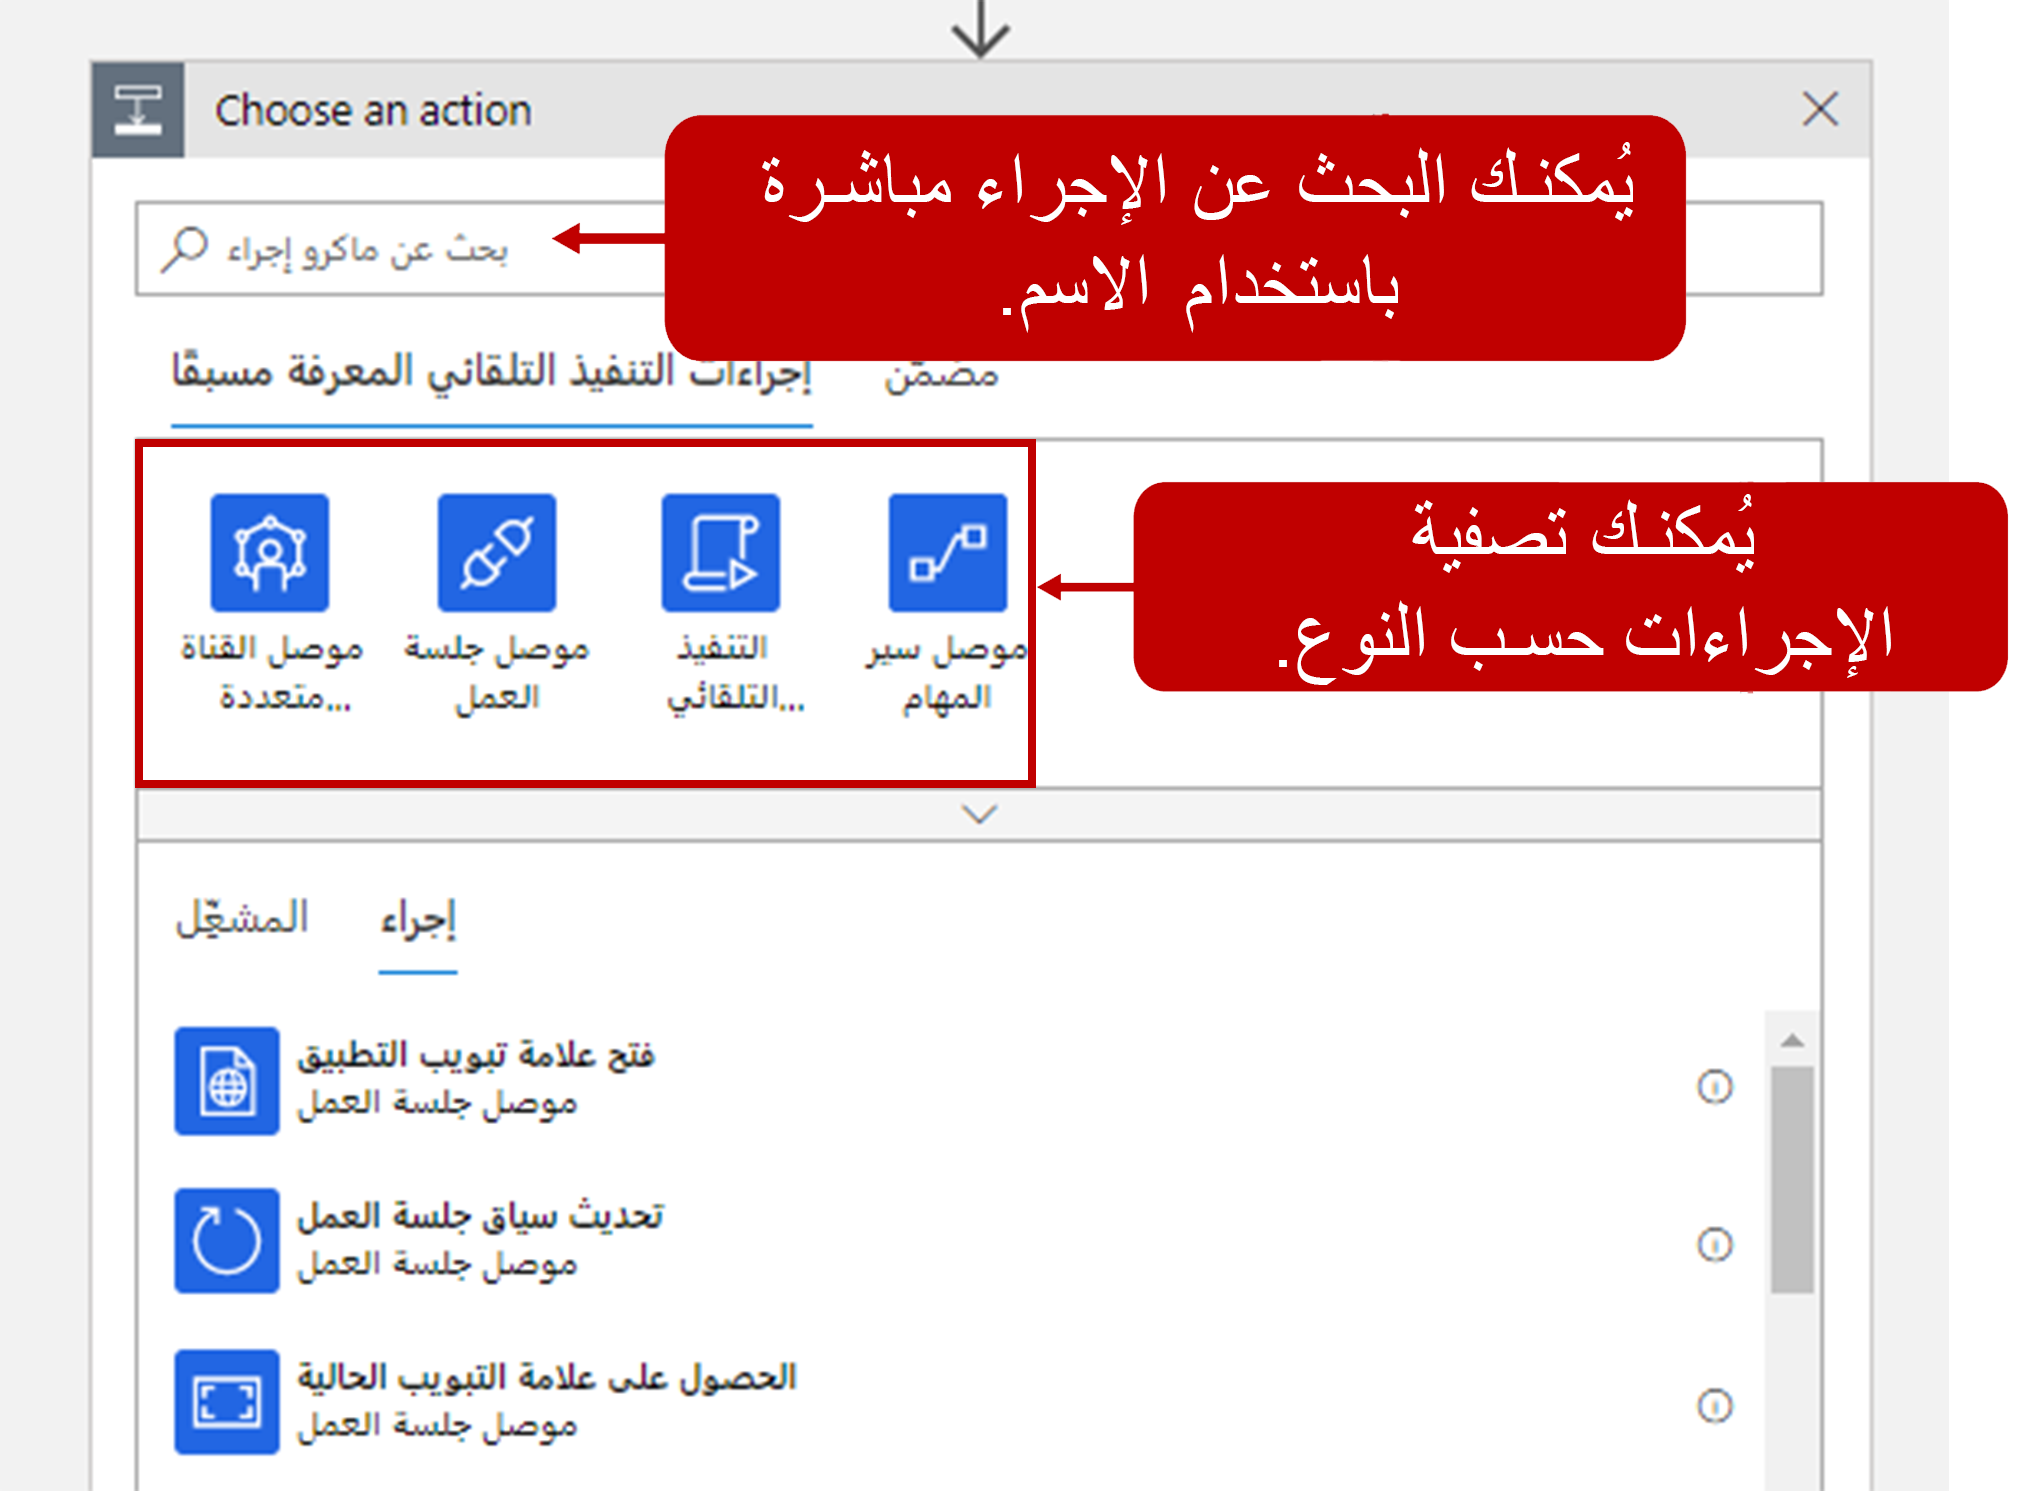 Choose an action
يُمكنك البحث عن الإجراء مباشرة
باستخدام الاسم.
بحث عن ماكرو إجراء
إجراءات التنفيذ التلقائي المعرفة مسبقًا
مضمّن
يُمكنك تصفية
الإجراءات حسب النوع.
موصل القناة
متعددة...
موصل جلسة
العمل
التنفيذ
التلقائي...
موصل سير
المهام
إجراء
المشغّل
فتح علامة تبويب التطبيق
موصل جلسة العمل
تحديث سياق جلسة العمل
موصل جلسة العمل
الحصول على علامة التبويب الحالية
موصل جلسة العمل